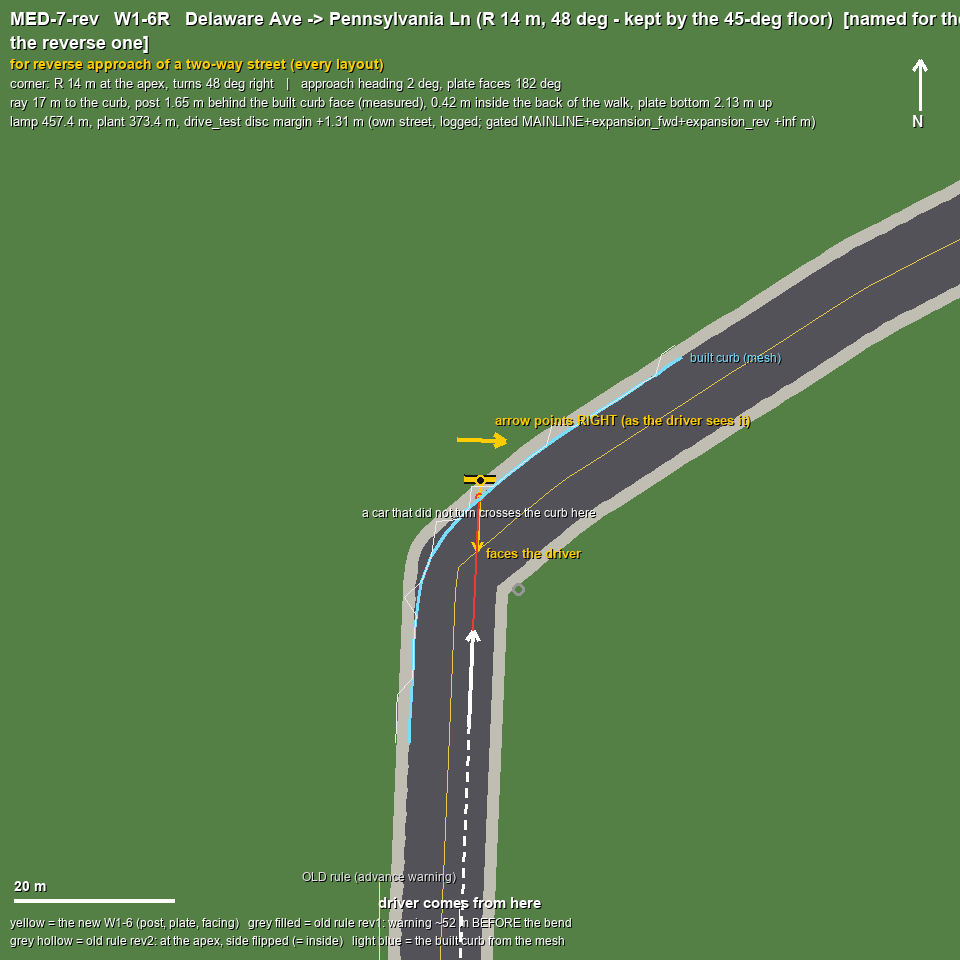 MED-7-rev W1-6R Delaware Ave -> Pennsylvania Ln (R 14 m, 48 deg - kept by the 45-deg floor) [named for the
the reverse one]
for reverse approach of a two-way street (every layout)
corner: R 14 m at the apex, turns 48 deg right | approach heading 2 deg, plate faces 182 deg
ray 17 m to the curb, post 1.65 m behind the built curb face (measured), 0.42 m inside the back of the walk, plate bottom 2.13 m up
lamp 457.4 m, plant 373.4 m, drive_test disc margin +1.31 m (own street, logged; gated MAINLINE+expansion_fwd+expansion_rev +inf m)
N
built curb (mesh)
arrow points RIGHT (as the driver sees it)
a car that did not turn crosses the curb here
faces the driver
OLD rule (advance warning)
20 m
driver comes from here
yellow = the new W1-6 (post, plate, facing) grey filled = old rule rev1: warning ~52 m BEFORE the bend
grey hollow = old rule rev2: at the apex, side flipped (= inside) light blue = the built curb from the mesh